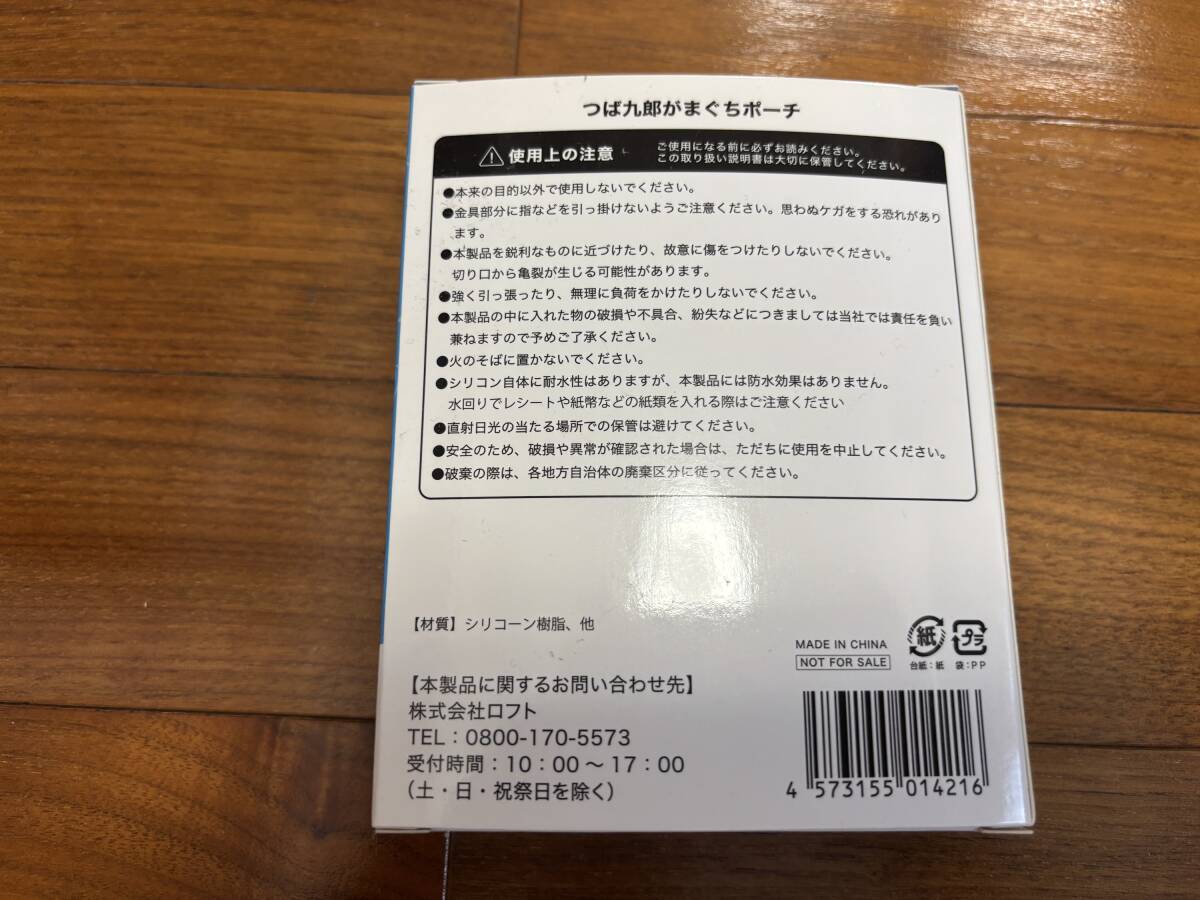 つば九郎がまぐちポーチ
使用上の注意
ご使用になる前に必ずお読みください。
この取り扱い説明書は大切に保管してください。
●本来の目的以外で使用しないでください。
●金具部分に指などを引っ掛けないようご注意ください。思わぬケガをする恐れがあり
ます。
●本製品を鋭利なものに近づけたり、故意に傷をつけたりしないでください。
切り口から亀裂が生じる可能性があります。
●強く引っ張ったり、無理に負荷をかけたりしないでください。
●本製品の中に入れた物の破損や不具合、紛失などにつきましては当社では責任を負い
兼ねますので予めご了承ください。
●火のそばに置かないでください。
●シリコン自体に耐水性はありますが、本製品には防水効果はありません。
水回りでレシートや紙幣などの紙類を入れる際はご注意ください
●直射日光の当たる場所での保管は避けてください。
●安全のため、破損や異常が確認された場合は、ただちに使用を中止してください。
●破棄の際は、各地方自治体の廃棄区分に従ってください。
【材質】シリコーン樹脂、他
MADE IN CHINA
NOT FOR SALE
紙
プラ
台紙：紙 袋：PP
【本製品に関するお問い合わせ先】
株式会社ロフト
TEL：0800-170-5573
受付時間：10：00～17：00
（土・日・祝祭日を除く）
4 573155 014216